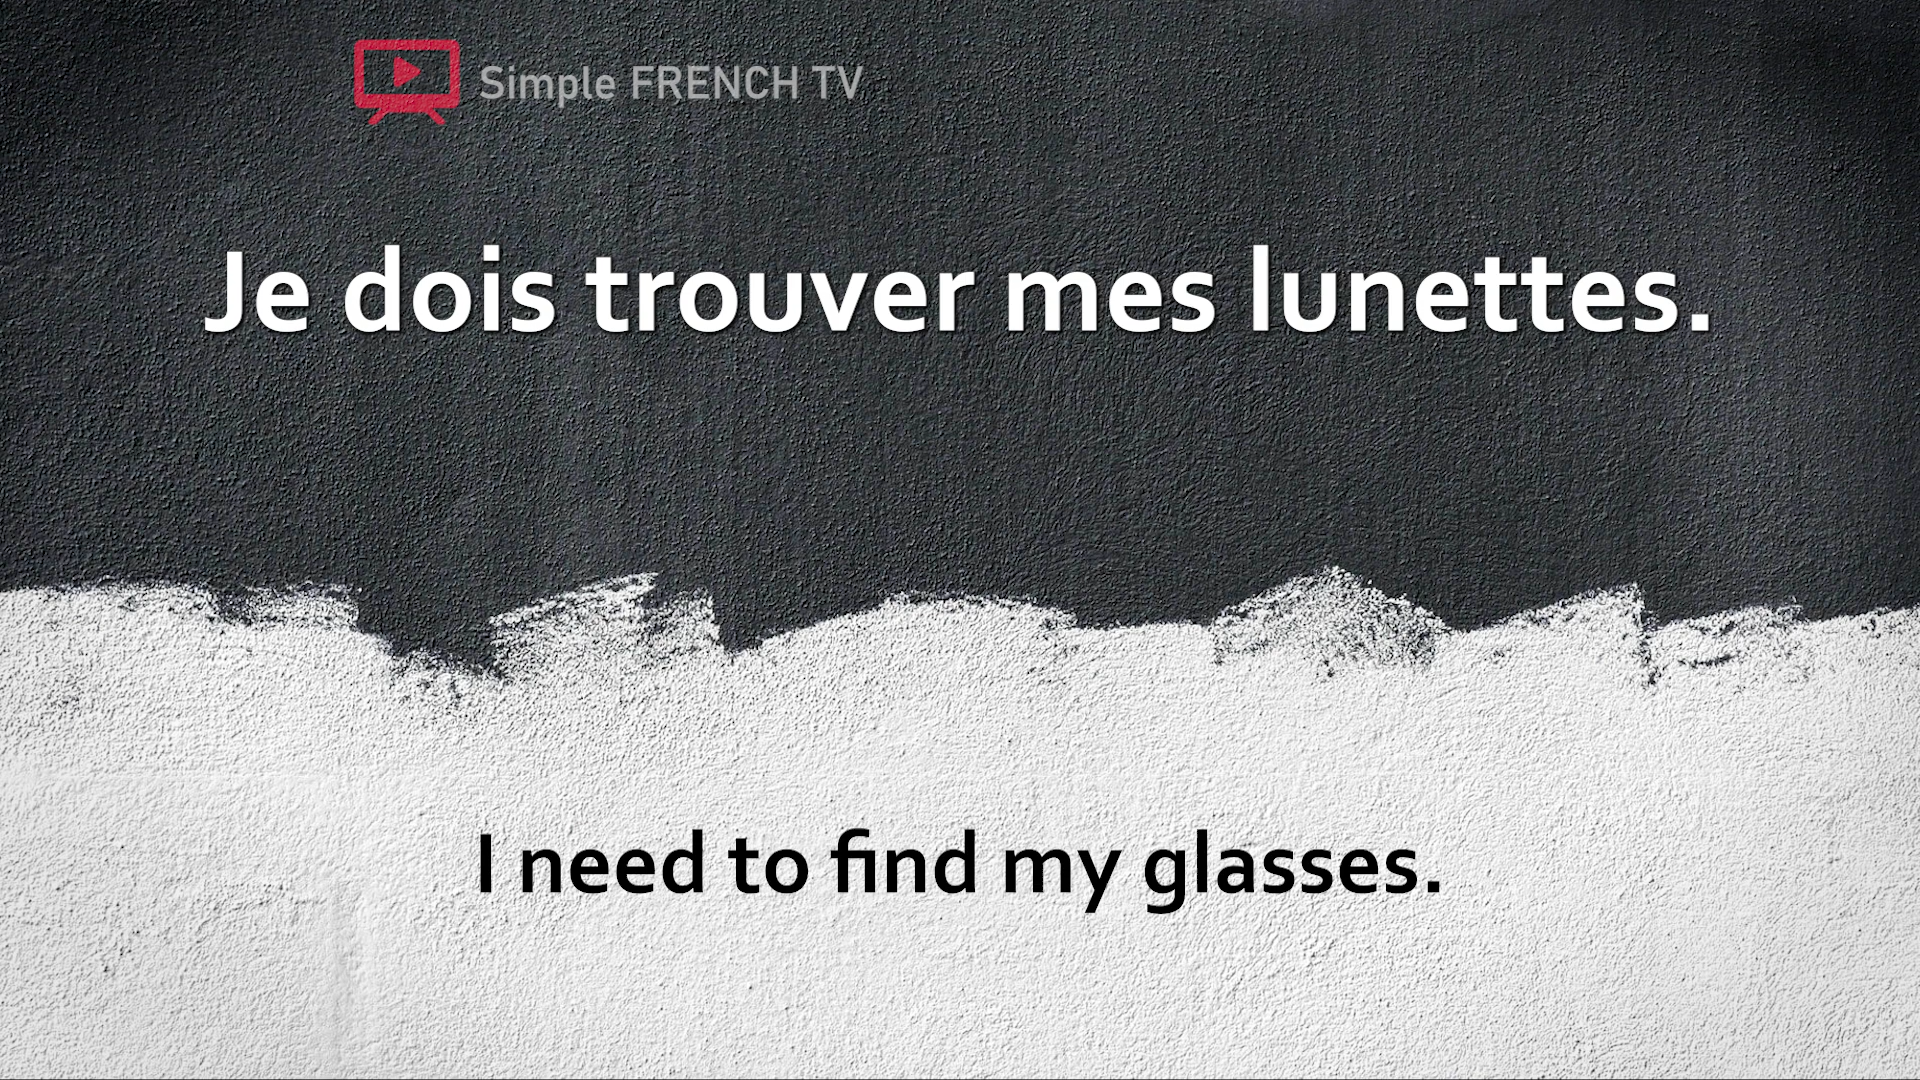 Simple FRENCH TV
Je dois trouver mes lunettes.
I need to find my glasses.